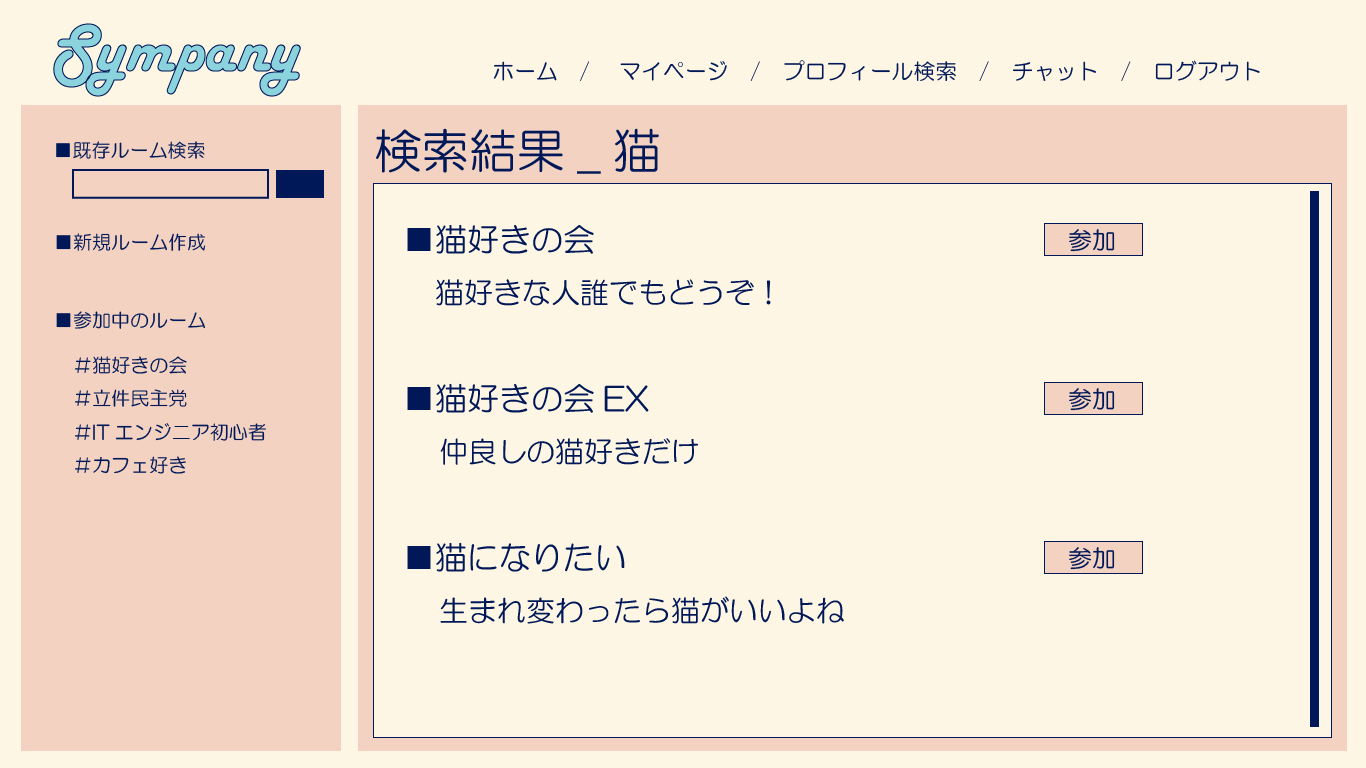 Sympany
ホーム / マイページ / プロフィール検索 / チャット / ログアウト
■既存ルーム検索
■新規ルーム作成
■参加中のルーム
#猫好きの会
#立件民主党
#IT エンジニア初心者
#カフェ好き
検索結果 _ 猫
■猫好きの会 参加
猫好きな人誰でもどうぞ！
■猫好きの会 EX 参加
仲良しの猫好きだけ
■猫になりたい 参加
生まれ変わったら猫がいいよね